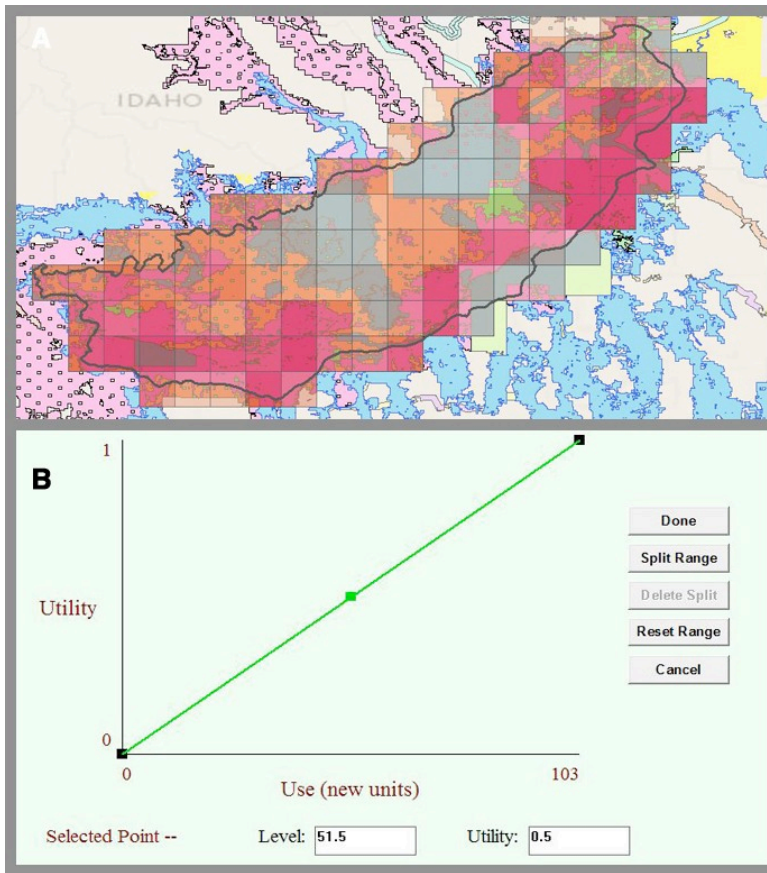 A
IDAHO
B
1
Done
Split Range
Utility
Delete Split
Reset Range
Cancel
0
0
103
Use (new units)
Selected Point --
Level: 51.5
Utility: 0.5